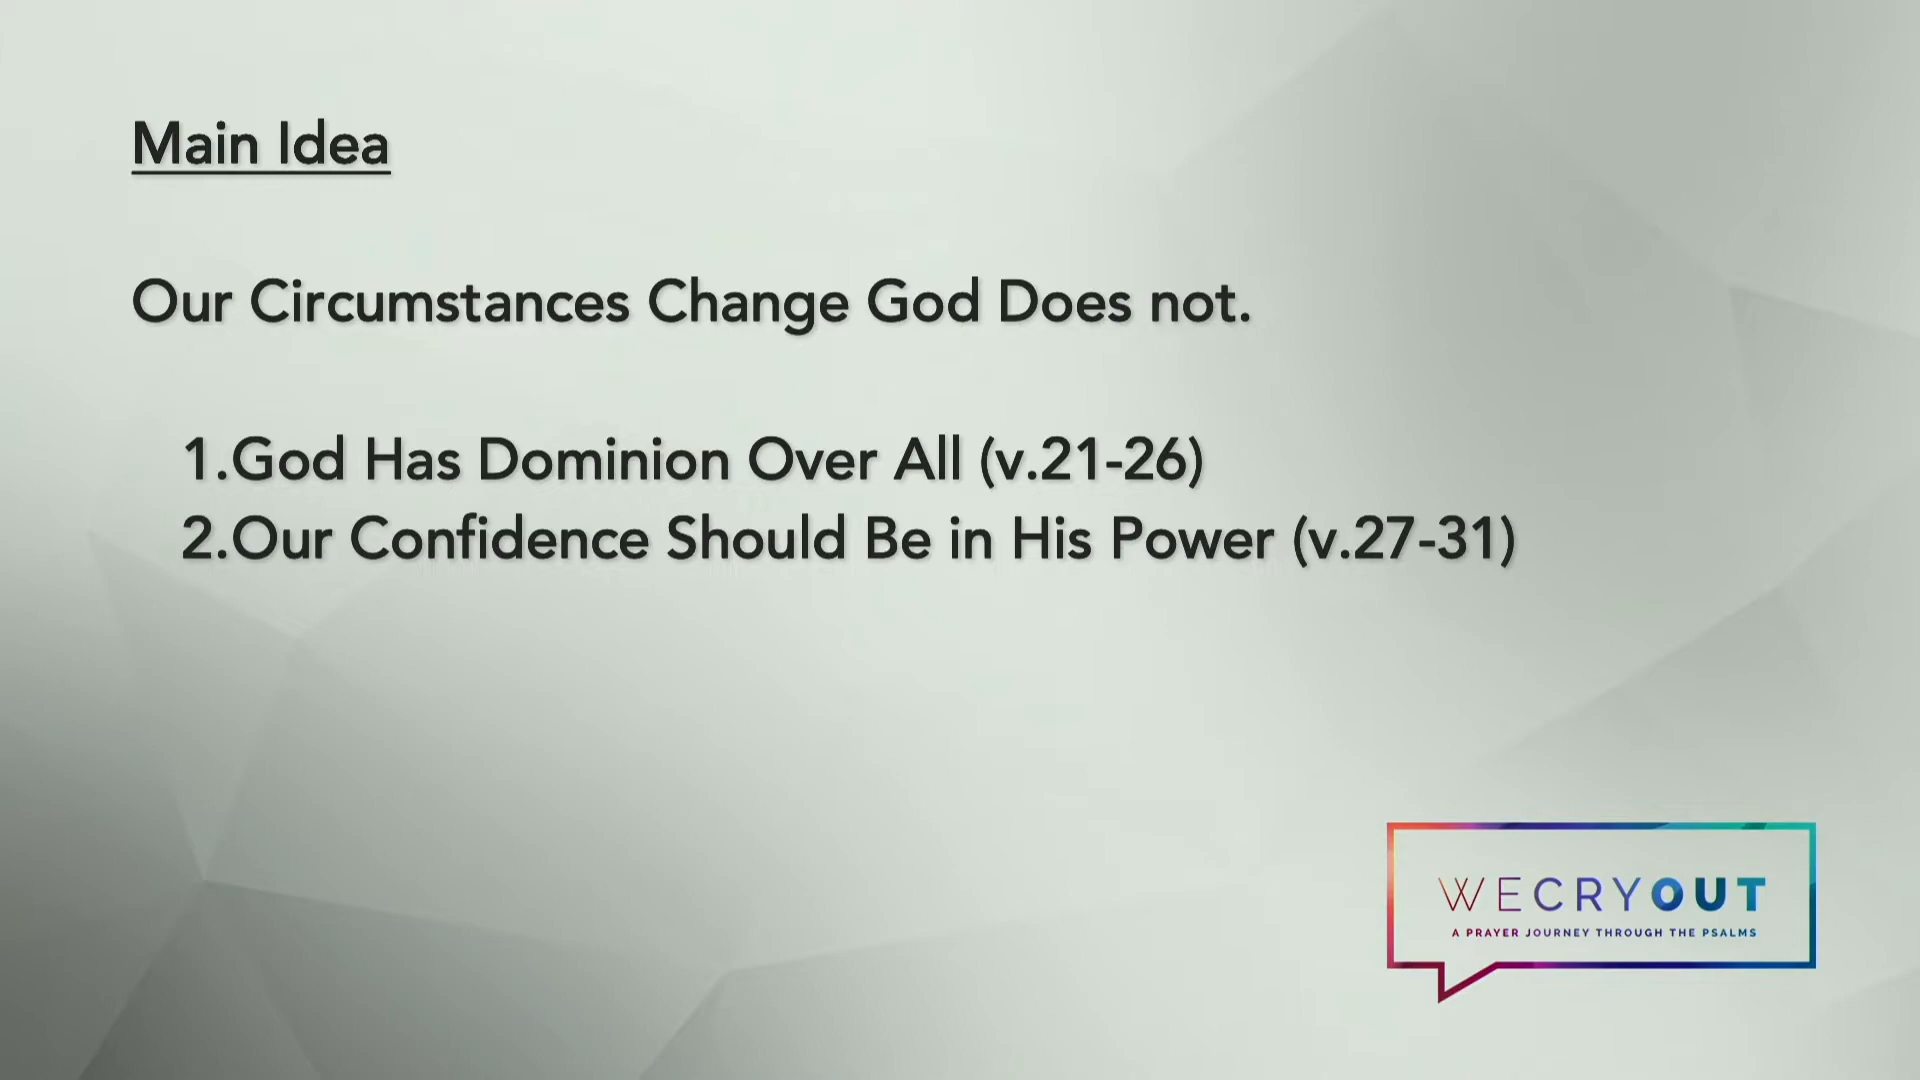 Main Idea
Our Circumstances Change God Does not.
1.God Has Dominion Over All (v.21-26)
2.Our Confidence Should Be in His Power (v.27-31)
WECRYOUT
A PRAYER JOURNEY THROUGH THE PSALMS